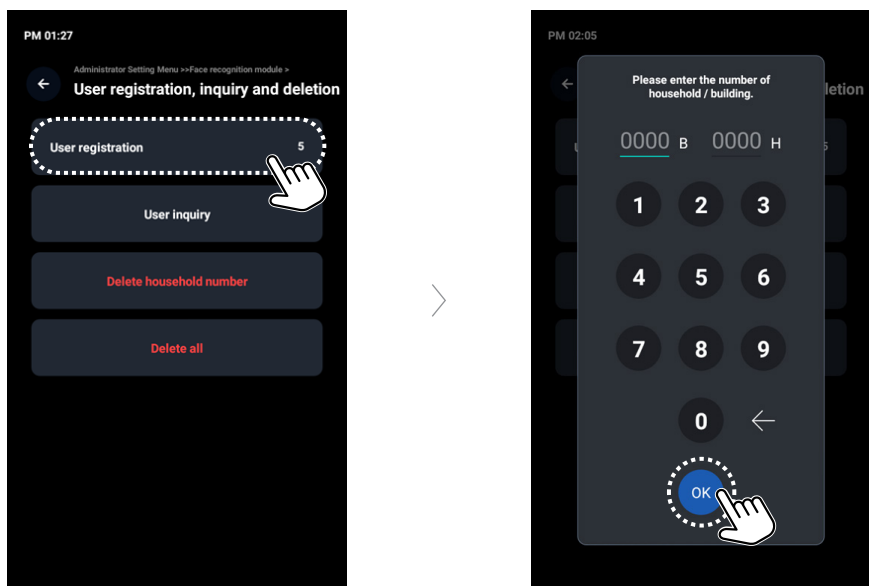 PM 01:27
Administrator Setting Menu >>Face recognition module >
User registration, inquiry and deletion
User registration 5
User inquiry
Delete household number
Delete all
PM 02:05
letion
Please enter the number of
household / building.
0000 B 0000 H
U 5
1 2 3
4 5 6
7 8 9
0
OK